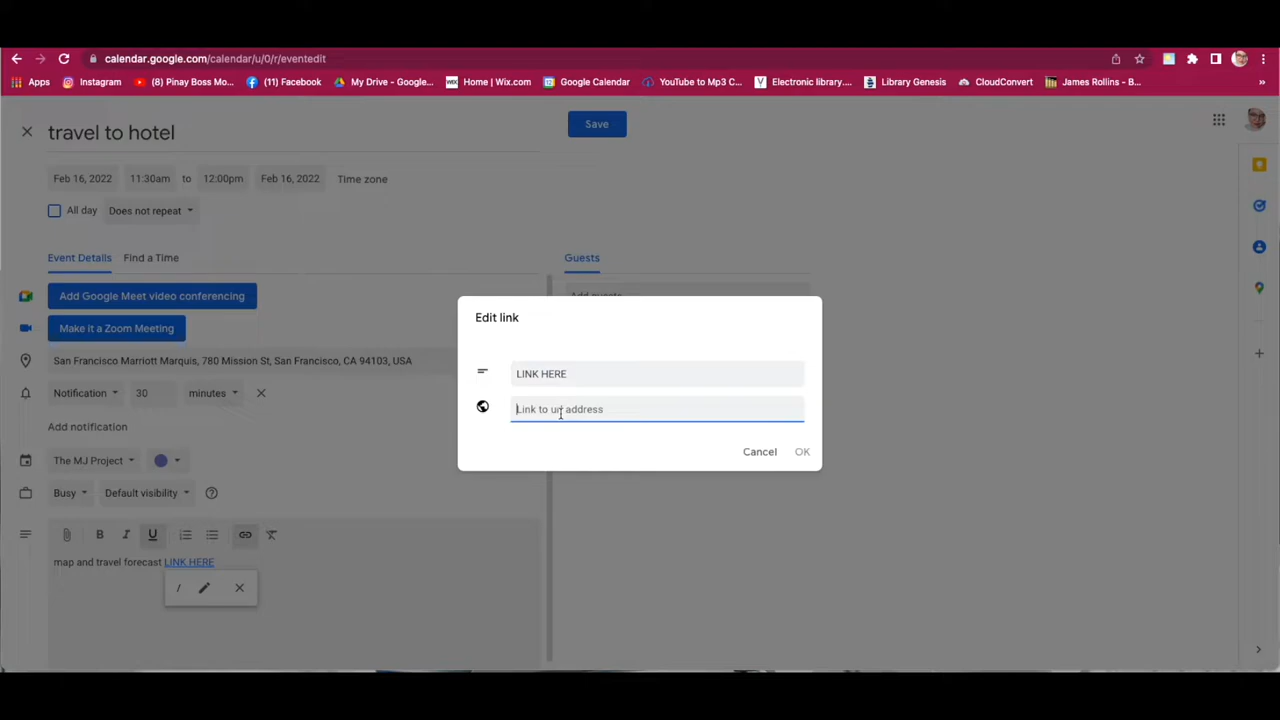 calendar.google.com/calendar/u/0/r/eventedit
Apps Instagram (8) Pinay Boss Mo... (2) Facebook My Drive - Google... Home | Wix.com Google Calendar YouTube to Mp3 C... Electronic library.... Library Genesis CloudConvert James Rollins - B... »
travel to hotel
Save
Feb 16, 2022 11:30am to 12:00pm Feb 16, 2022 Time zone
All day Does not repeat
Event Details Find a Time
Guests
Add Google Meet video conferencing
Make it a Zoom Meeting
San Francisco Marriott Marquis, 780 Mission St, San Francisco, CA 94103, USA
Notification 30 minutes
Add notification
The MJ Project
Busy Default visibility
B I U
map and travel forecast LINK HERE
/
Edit link
LINK HERE
Link to url address
Cancel OK